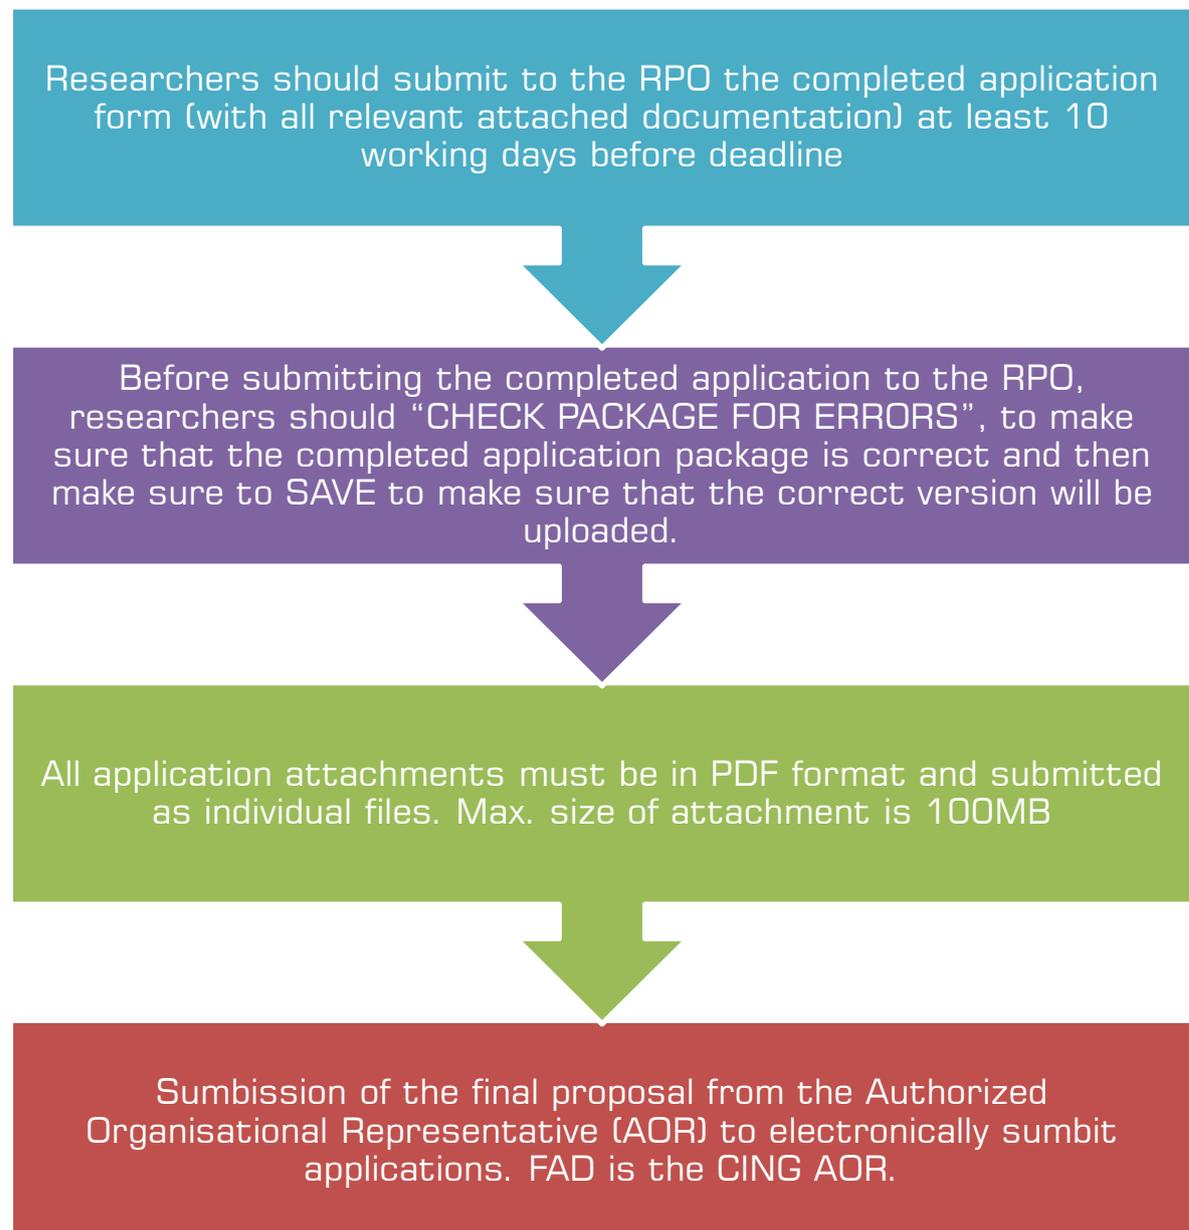 Researchers should submit to the RPO the completed application
form (with all relevant attached documentation) at least 10
working days before deadline
Before submitting the completed application to the RPO,
researchers should “CHECK PACKAGE FOR ERRORS”, to make
sure that the completed application package is correct and then
make sure to SAVE to make sure that the correct version will be
uploaded.
All application attachments must be in PDF format and submitted
as individual files. Max. size of attachment is 100MB
Sumbission of the final proposal from the Authorized
Organisational Representative (AOR) to electronically sumbit
applications. FAD is the CING AOR.